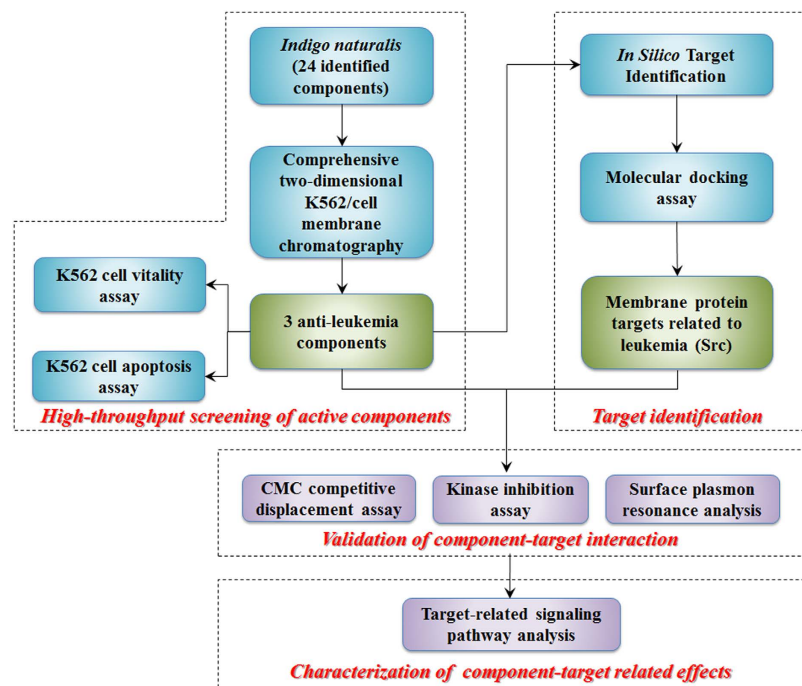 Indigo naturalis
(24 identified
components)
Comprehensive
two-dimensional
K562/cell
membrane
chromatography
K562 cell vitality
assay
3 anti-leukemia
components
K562 cell apoptosis
assay
High-throughput screening of active components
In Silico Target
Identification
Molecular docking
assay
Membrane protein
targets related to
leukemia (Src)
Target identification
CMC competitive
displacement assay
Kinase inhibition
assay
Surface plasmon
resonance analysis
Validation of component-target interaction
Target-related signaling
pathway analysis
Characterization of component-target related effects